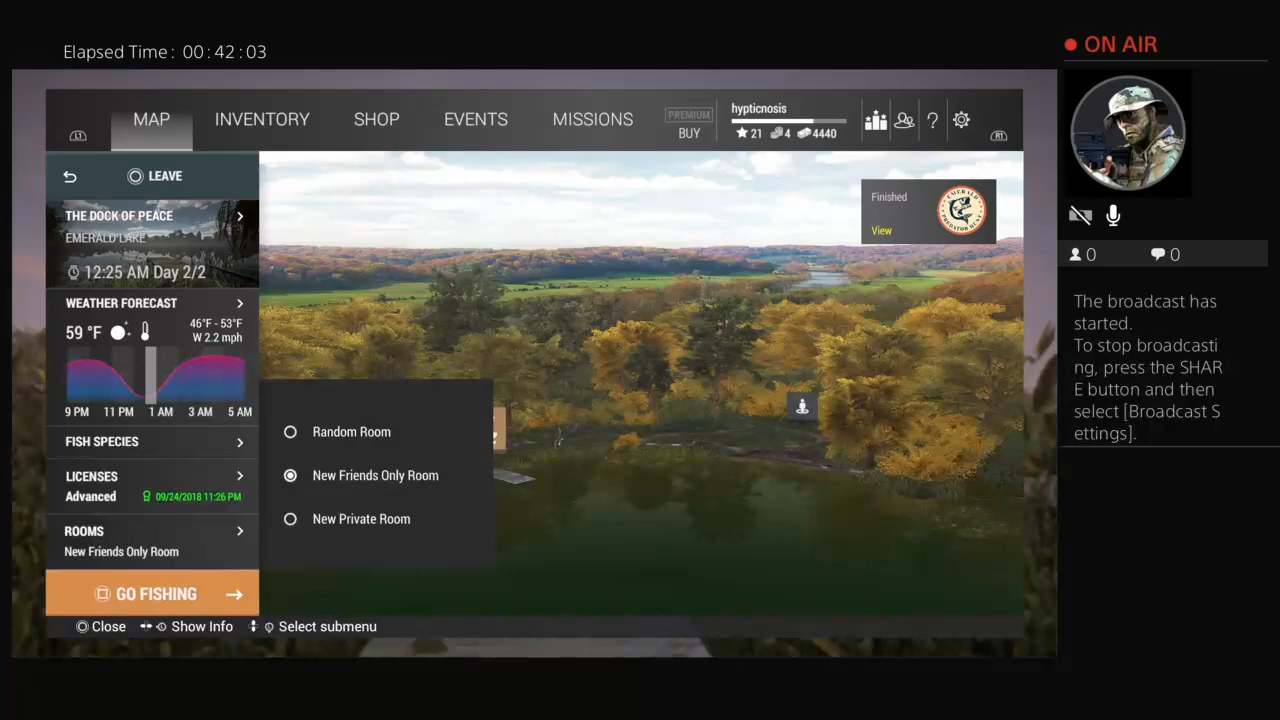 Elapsed Time: 00:42:03
ON AIR
MAP
INVENTORY
SHOP
EVENTS
MISSIONS
PREMIUM
BUY
hypticnosis
21 4 4440
?
L1
R1
LEAVE
THE DOCK OF PEACE
EMERALD LAKE
12:25 AM Day 2/2
WEATHER FORECAST
59 °F
46°F - 53°F
W 2.2 mph
9 PM 11 PM 1 AM 3 AM 5 AM
FISH SPECIES
LICENSES
Advanced 09/24/2018 11:26 PM
ROOMS
New Friends Only Room
GO FISHING
Random Room
New Friends Only Room
New Private Room
Finished
View
EMERALD
PREDATOR HUNT
Close Show Info Select submenu
0 0
The broadcast has
started.
To stop broadcasti
ng, press the SHAR
E button and then
select [Broadcast S
ettings].